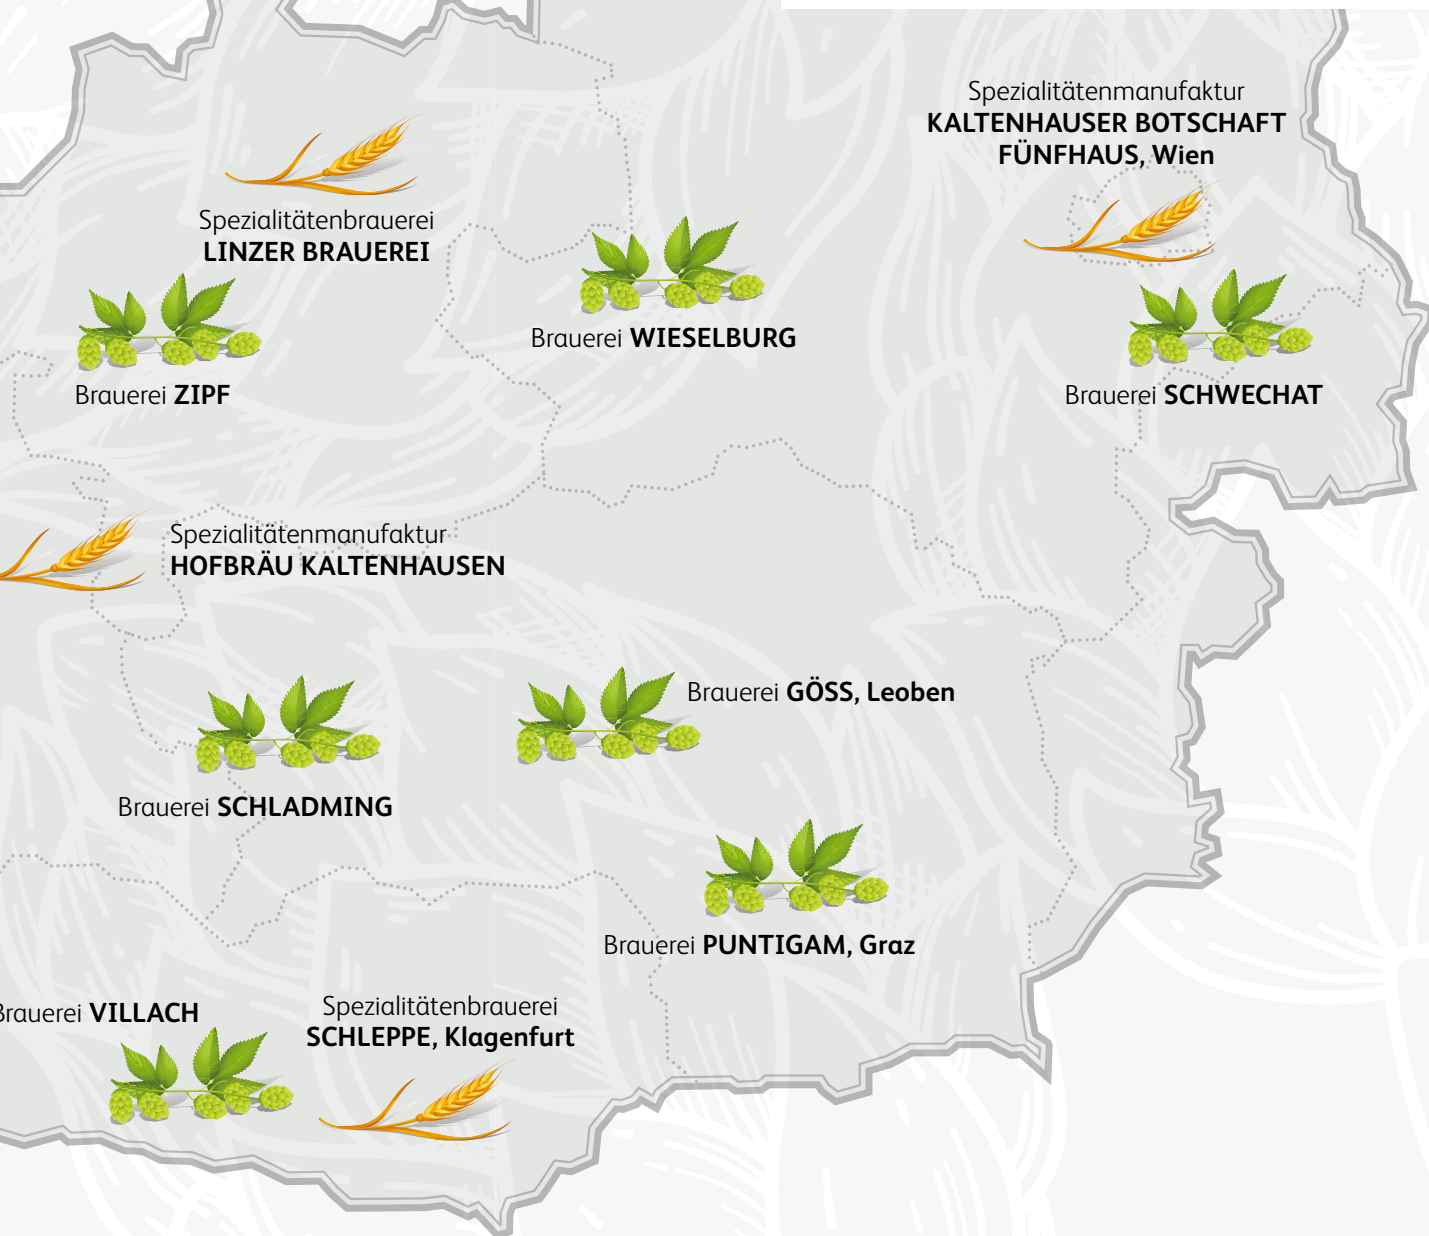 Spezialitätenmanufaktur
KALTENHAUSER BOTSCHAFT
FÜNFHAUS, Wien
Spezialitätenbrauerei
LINZER BRAUEREI
Brauerei WIESELBURG
Brauerei ZIPF
Brauerei SCHWECHAT
Spezialitätenmanufaktur
HOFBRÄU KALTENHAUSEN
Brauerei GÖSS, Leoben
Brauerei SCHLADMING
Brauerei PUNTIGAM, Graz
Brauerei VILLACH
Spezialitätenbrauerei
SCHLEPPE, Klagenfurt